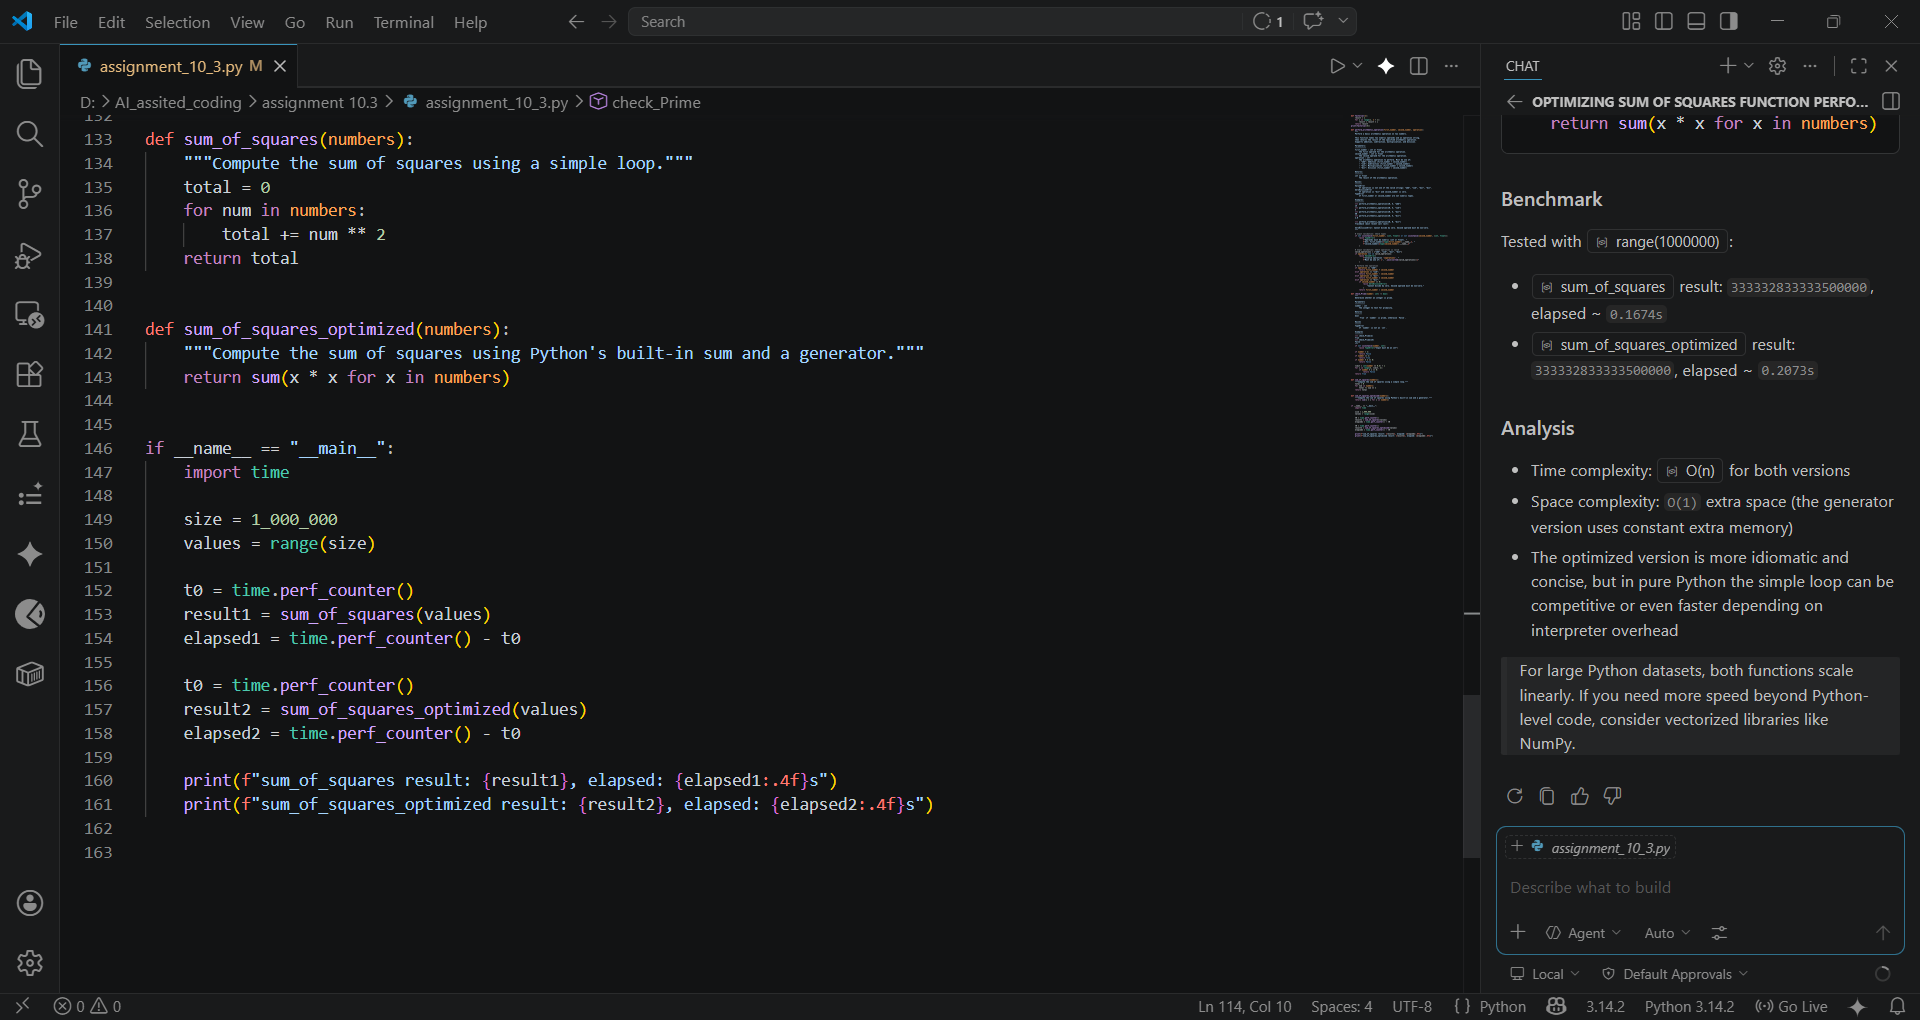 File Edit Selection View Go Run Terminal Help
Search
1
assignment_10_3.py M
D: > AI_assited_coding > assignment 10.3 > assignment_10_3.py > check_Prime
132
133 def sum_of_squares(numbers):
134 """Compute the sum of squares using a simple loop."""
135 total = 0
136 for num in numbers:
137 total += num ** 2
138 return total
139
140
141 def sum_of_squares_optimized(numbers):
142 """Compute the sum of squares using Python's built-in sum and a generator."""
143 return sum(x * x for x in numbers)
144
145
146 if __name__ == "__main__":
147 import time
148
149 size = 1_000_000
150 values = range(size)
151
152 t0 = time.perf_counter()
153 result1 = sum_of_squares(values)
154 elapsed1 = time.perf_counter() - t0
155
156 t0 = time.perf_counter()
157 result2 = sum_of_squares_optimized(values)
158 elapsed2 = time.perf_counter() - t0
159
160 print(f"sum_of_squares result: {result1}, elapsed: {elapsed1:.4f}s")
161 print(f"sum_of_squares_optimized result: {result2}, elapsed: {elapsed2:.4f}s")
162
163
CHAT
OPTIMIZING SUM OF SQUARES FUNCTION PERFO...
return sum(x * x for x in numbers)
Benchmark
Tested with range(1000000) :
• sum_of_squares result: 333332833333500000,
elapsed ~ 0.1674s
• sum_of_squares_optimized result:
333332833333500000, elapsed ~ 0.2073s
Analysis
• Time complexity: O(n) for both versions
• Space complexity: O(1) extra space (the generator
version uses constant extra memory)
• The optimized version is more idiomatic and
concise, but in pure Python the simple loop can be
competitive or even faster depending on
interpreter overhead
For large Python datasets, both functions scale
linearly. If you need more speed beyond Python-
level code, consider vectorized libraries like
NumPy.
assignment_10_3.py
Describe what to build
Agent Auto
Local Default Approvals
0 0
Ln 114, Col 10 Spaces: 4 UTF-8 { } Python 3.14.2 Python 3.14.2 Go Live